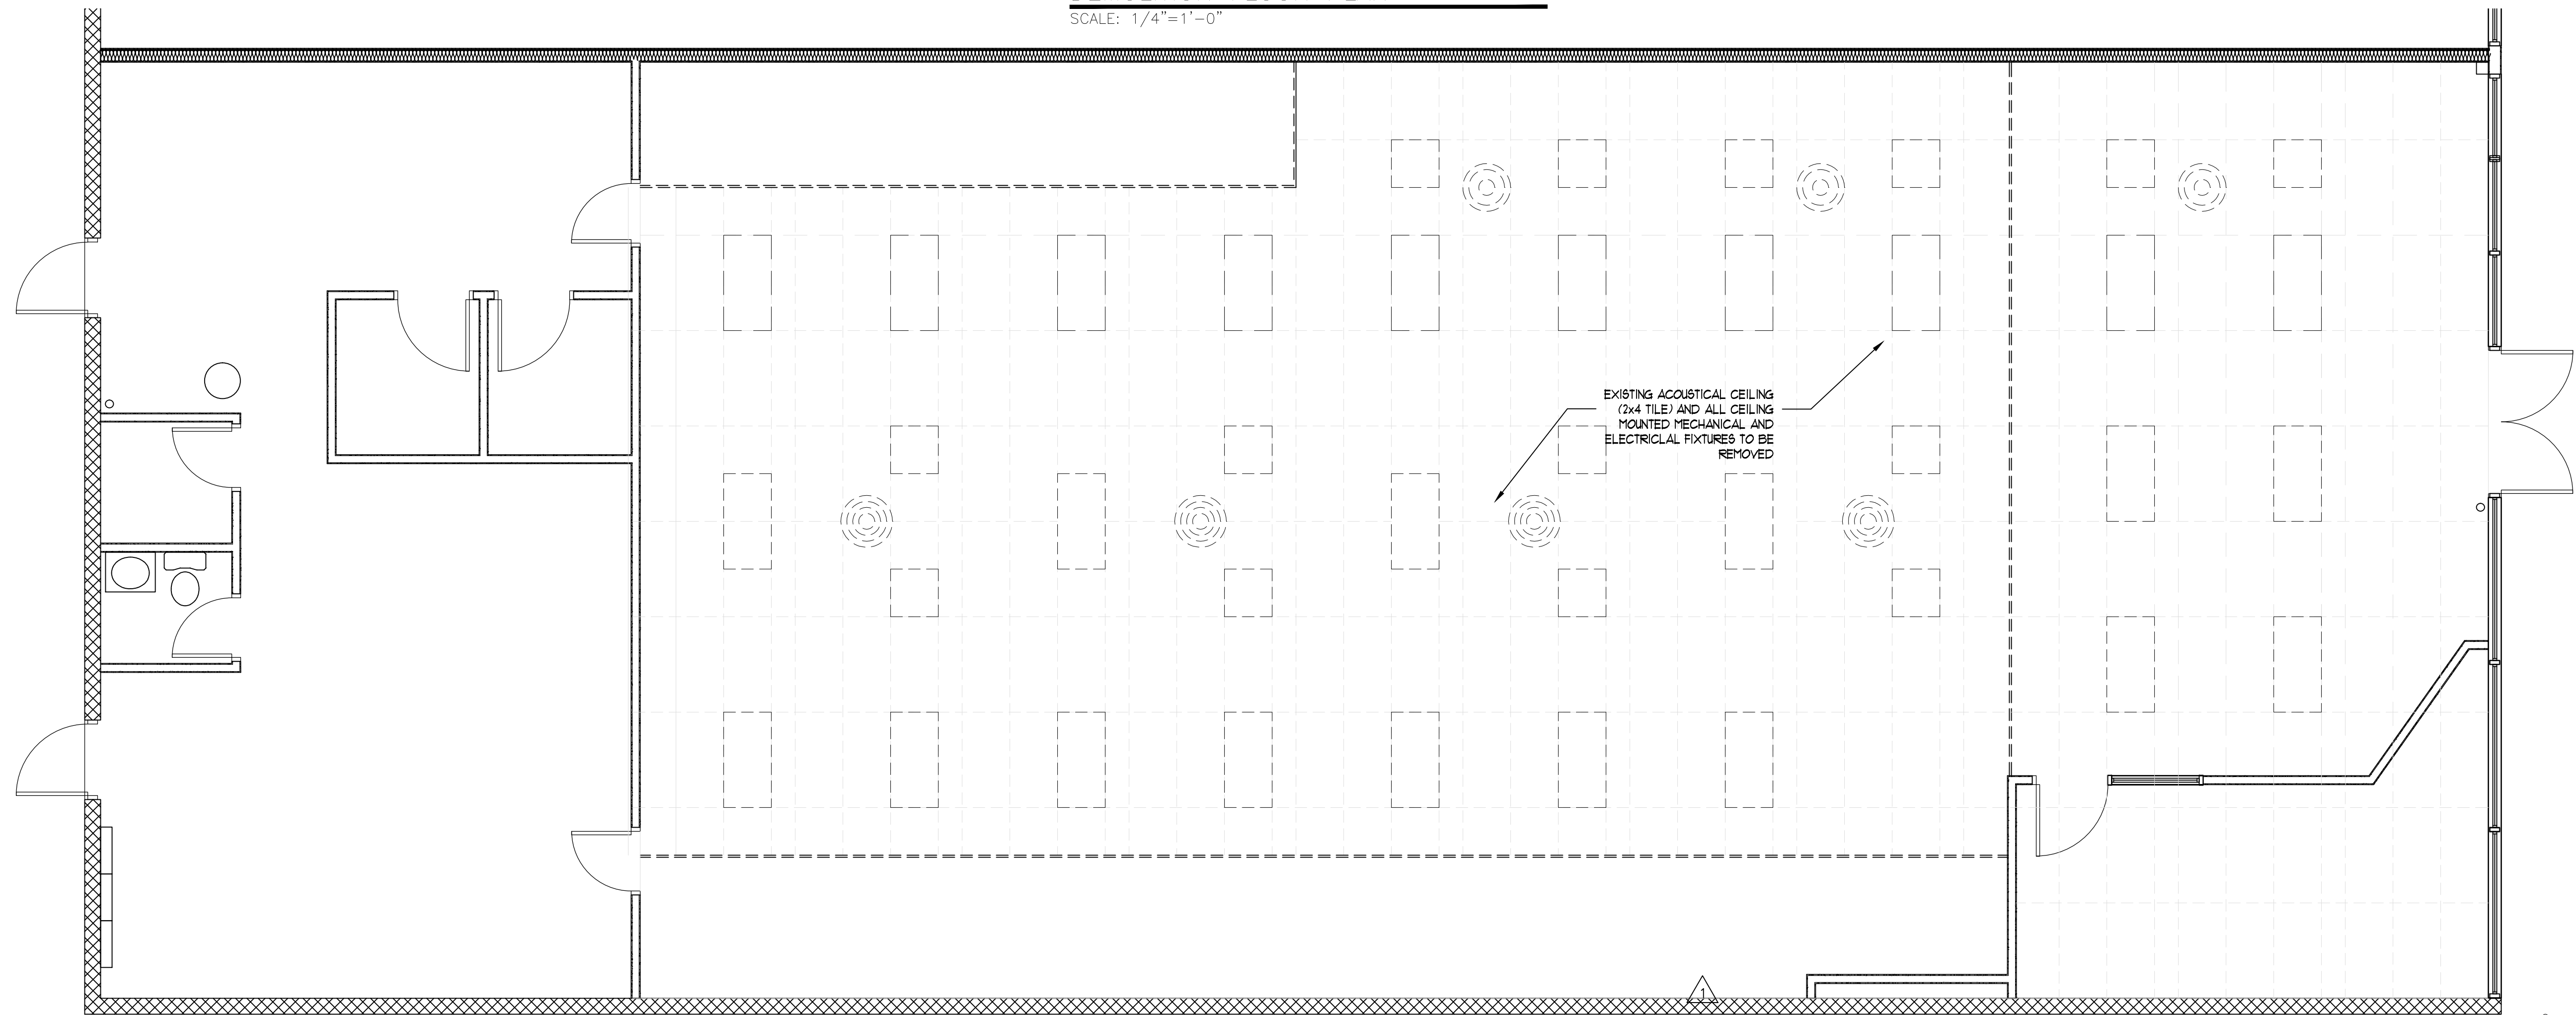 SCALE: 1/4"=1'-0"
EXISTING ACOUSTICAL CEILING
(2x4 TILE) AND ALL CEILING
MOUNTED MECHANICAL AND
ELECTRICLAL FIXTURES TO BE
REMOVED
1